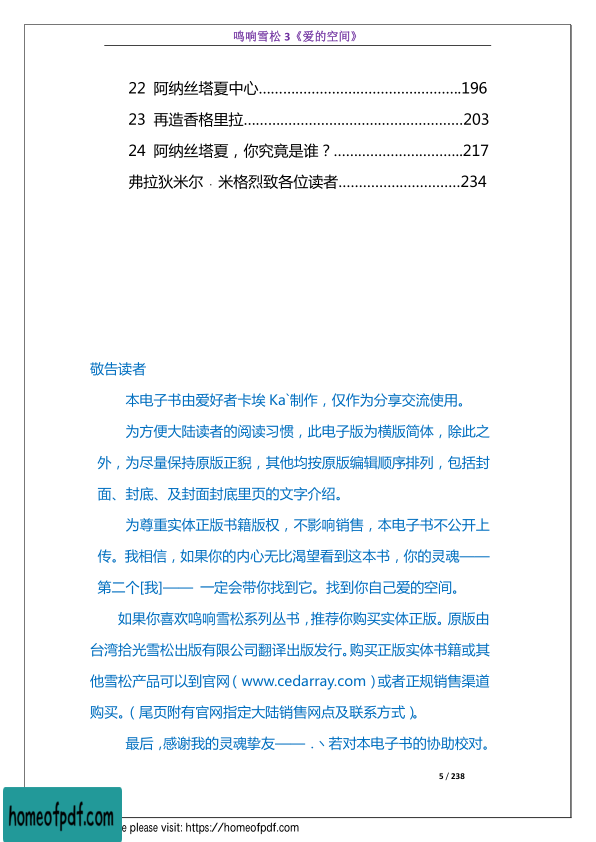 鸣响雪松 3《爱的空间》
22 阿纳丝塔夏中心……………………………………………196
23 再造香格里拉………………………………………………203
24 阿纳丝塔夏，你究竟是谁？…………………………..217
弗拉狄米尔﹒米格烈致各位读者…………………………234
敬告读者
本电子书由爱好者卡埃 Ka`制作，仅作为分享交流使用。
为方便大陆读者的阅读习惯，此电子版为横版简体，除此之
外，为尽量保持原版正猊，其他均按原版编辑顺序排列，包括封
面、封底、及封面封底里页的文字介绍。
为尊重实体正版书籍版权，不影响销售，本电子书不公开上
传。我相信，如果你的内心无比渴望看到这本书，你的灵魂——
第二个[我]—— 一定会带你找到它。找到你自己爱的空间。
如果你喜欢鸣响雪松系列丛书，推荐你购买实体正版。原版由
台湾拾光雪松出版有限公司翻译出版发行。购买正版实体书籍或其
他雪松产品可以到官网（www.cedarray.com）或者正规销售渠道
购买。（尾页附有官网指定大陆销售网点及联系方式）。
最后，感谢我的灵魂挚友——．丶若对本电子书的协助校对。
5 / 238
homeofpdf.com
e please visit: https://homeofpdf.com